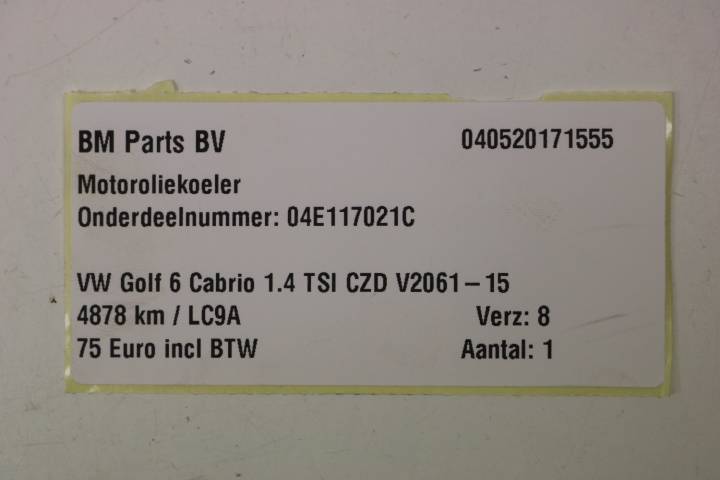 BM Parts BV 040520171555
Motoroliekoeler
Onderdeelnummer: 04E117021C
VW Golf 6 Cabrio 1.4 TSI CZD V2061-15
4878 km / LC9A Verz: 8
75 Euro incl BTW Aantal: 1